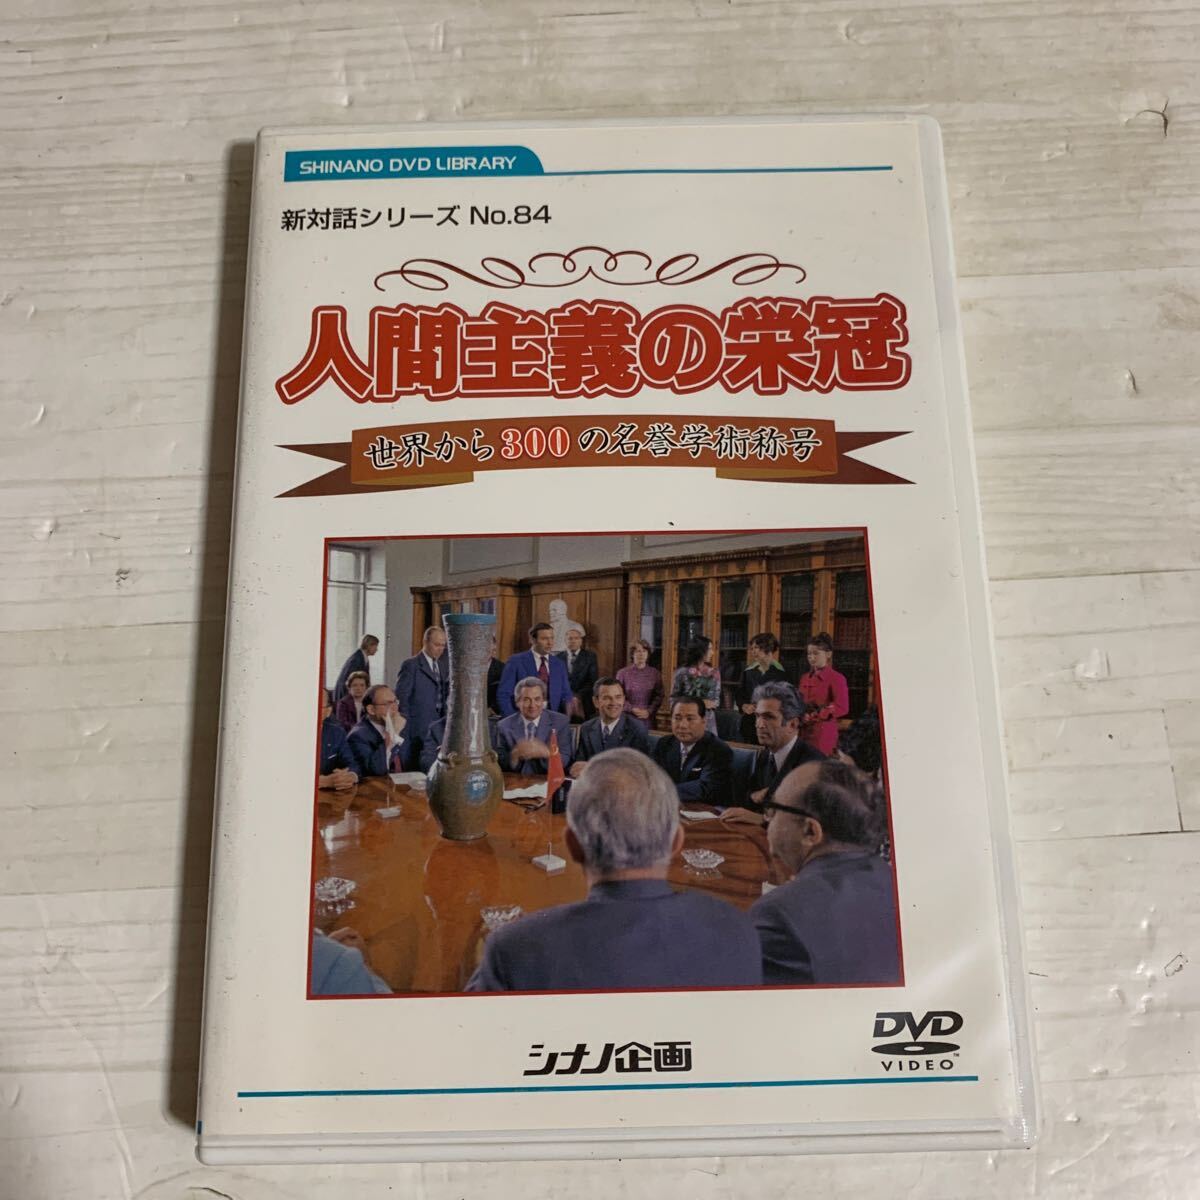 SHINANO DVD LIBRARY
新対話シリーズ No.84
人間主義の栄冠
世界から300の名誉学術称号
シナノ企画
DVD
VIDEO™